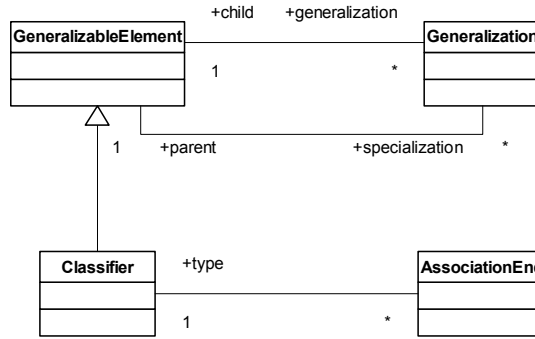 +child +generalization
GeneralizableElement Generalization
1 *
1 +parent +specialization *
Classifier +type AssociationEnd
1 *